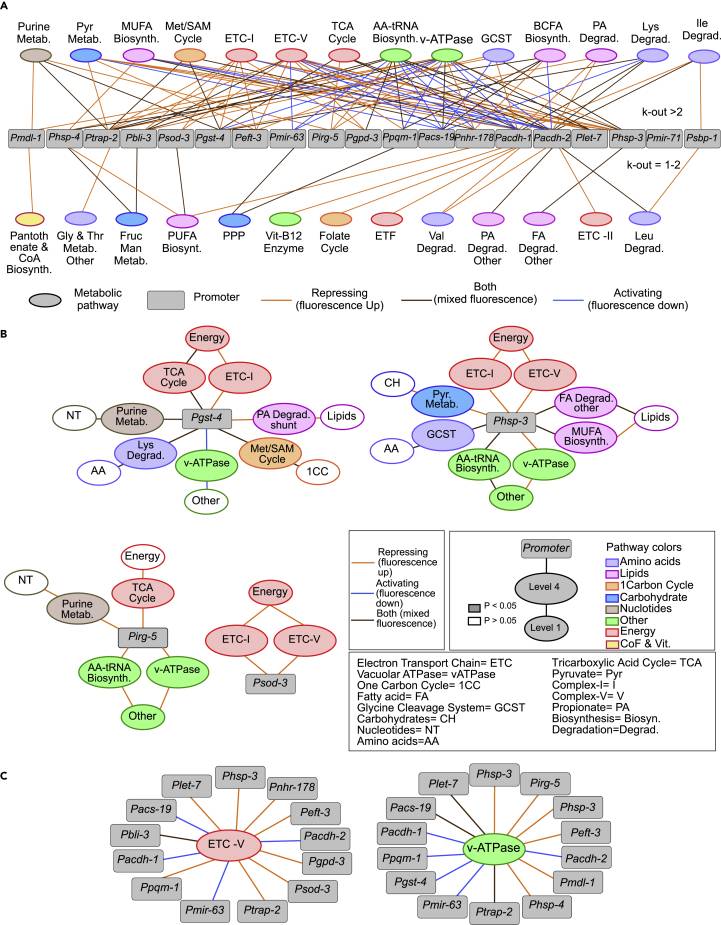 A
Purine
Metab.
Pyr
Metab.
MUFA
Biosynth.
Met/SAM
Cycle
ETC-I
ETC-V
TCA
Cycle
AA-tRNA
Biosynth.
v-ATPase
GCST
BCFA
Biosynth.
PA
Degrad.
Lys
Degrad.
Ile
Degrad.
k-out >2
Pmdl-1
Phsp-4
Ptrap-2
Pbli-3
Psod-3
Pgst-4
Peft-3
Pmir-63
Pirg-5
Pgpd-3
Ppqm-1
Pacs-19
Pnhr-178
Pacdh-1
Pacdh-2
Plet-7
Phsp-3
Pmir-71
Psbp-1
k-out = 1-2
Pantoth
enate &
CoA
Biosynth.
Gly & Thr
Metab.
Other
Fruc
Man
Metab.
PUFA
Biosynt.
PPP
Vit-B12
Enzyme
Folate
Cycle
ETF
Val
Degrad.
PA
Degrad.
Other
FA
Degrad.
Other
ETC -II
Leu
Degrad.
Metabolic
pathway
Promoter
Repressing
(fluorescence Up)
Both
(mixed fluorescence)
Activating
(fluorescence down)
B
Energy
TCA
Cycle
ETC-I
NT
Purine
Metab.
Pgst-4
PA Degrad.
shunt
Lipids
Lys
Degrad.
AA
v-ATPase
Met/SAM
Cycle
1CC
Other
Energy
ETC-I
ETC-V
CH
Pyr.
Metab.
FA Degrad.
other
Phsp-3
Lipids
GCST
AA
MUFA
Biosynth.
AA-tRNA
Biosynth.
v-ATPase
Other
Energy
NT
TCA
Cycle
Purine
Metab.
Pirg-5
AA-tRNA
Biosynth.
v-ATPase
Other
Energy
ETC-I
ETC-V
Psod-3
Repressing
(fluorescence
up)
Activating
(fluorescence
down)
Both (mixed
fluorescence)
Promoter
Level 4
Level 1
P < 0.05
P > 0.05
Pathway colors
Amino acids
Lipids
1Carbon Cycle
Carbohydrate
Nuclotides
Other
Energy
CoF & Vit.
Electron Transport Chain= ETC
Vacuolar ATPase= vATPase
One Carbon Cycle= 1CC
Fatty acid= FA
Glycine Cleavage System= GCST
Carbohydrates= CH
Nucleotides= NT
Amino acids=AA
Tricarboxylic Acid Cycle= TCA
Pyruvate= Pyr
Complex-I= I
Complex-V= V
Propionate= PA
Biosynthesis= Biosyn.
Degradation=Degrad.
C
Plet-7
Phsp-3
Pnhr-178
Pacs-19
Peft-3
Pbli-3
ETC -V
Pacdh-2
Pacdh-1
Pgpd-3
Ppqm-1
Psod-3
Pmir-63
Ptrap-2
Plet-7
Phsp-3
Pirg-5
Pacs-19
Phsp-3
Pacdh-1
Peft-3
v-ATPase
Ppqm-1
Pacdh-2
Pgst-4
Pmdl-1
Pmir-63
Ptrap-2
Phsp-4